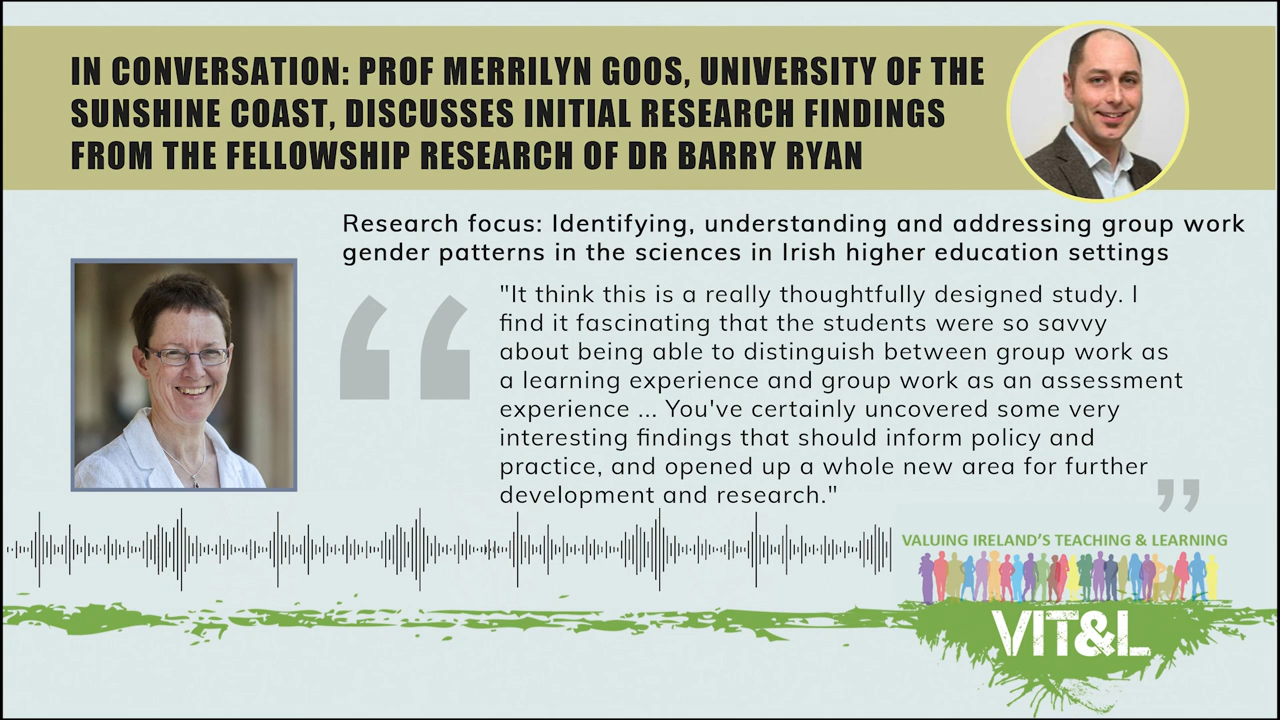 IN CONVERSATION: PROF MERRILYN GOOS, UNIVERSITY OF THE
SUNSHINE COAST, DISCUSSES INITIAL RESEARCH FINDINGS
FROM THE FELLOWSHIP RESEARCH OF DR BARRY RYAN
Research focus: Identifying, understanding and addressing group work
gender patterns in the sciences in Irish higher education settings
"It think this is a really thoughtfully designed study. I
find it fascinating that the students were so savvy
about being able to distinguish between group work as
a learning experience and group work as an assessment
experience ... You've certainly uncovered some very
interesting findings that should inform policy and
practice, and opened up a whole new area for further
development and research."
VALUING IRELAND'S TEACHING & LEARNING
VIT&L